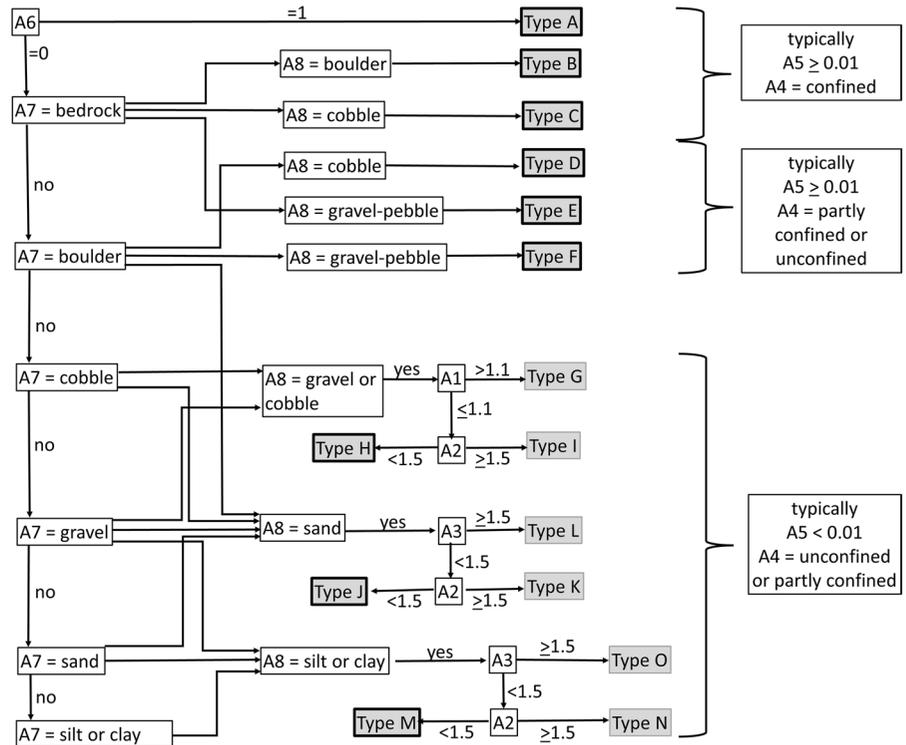 A6
=1
Type A
=0
A8 = boulder
Type B
A7 = bedrock
A8 = cobble
Type C
typically
A5 ≥ 0.01
A4 = confined
no
A8 = cobble
Type D
A8 = gravel-pebble
Type E
A7 = boulder
A8 = gravel-pebble
Type F
typically
A5 ≥ 0.01
A4 = partly
confined or
unconfined
no
A7 = cobble
A8 = gravel or
cobble
yes
A1
>1.1
Type G
≤1.1
no
Type H
<1.5
A2
≥1.5
Type I
A7 = gravel
A8 = sand
yes
A3
≥1.5
Type L
<1.5
no
Type J
<1.5
A2
≥1.5
Type K
typically
A5 < 0.01
A4 = unconfined
or partly confined
A7 = sand
A8 = silt or clay
yes
A3
≥1.5
Type O
<1.5
no
Type M
<1.5
A2
≥1.5
Type N
A7 = silt or clay